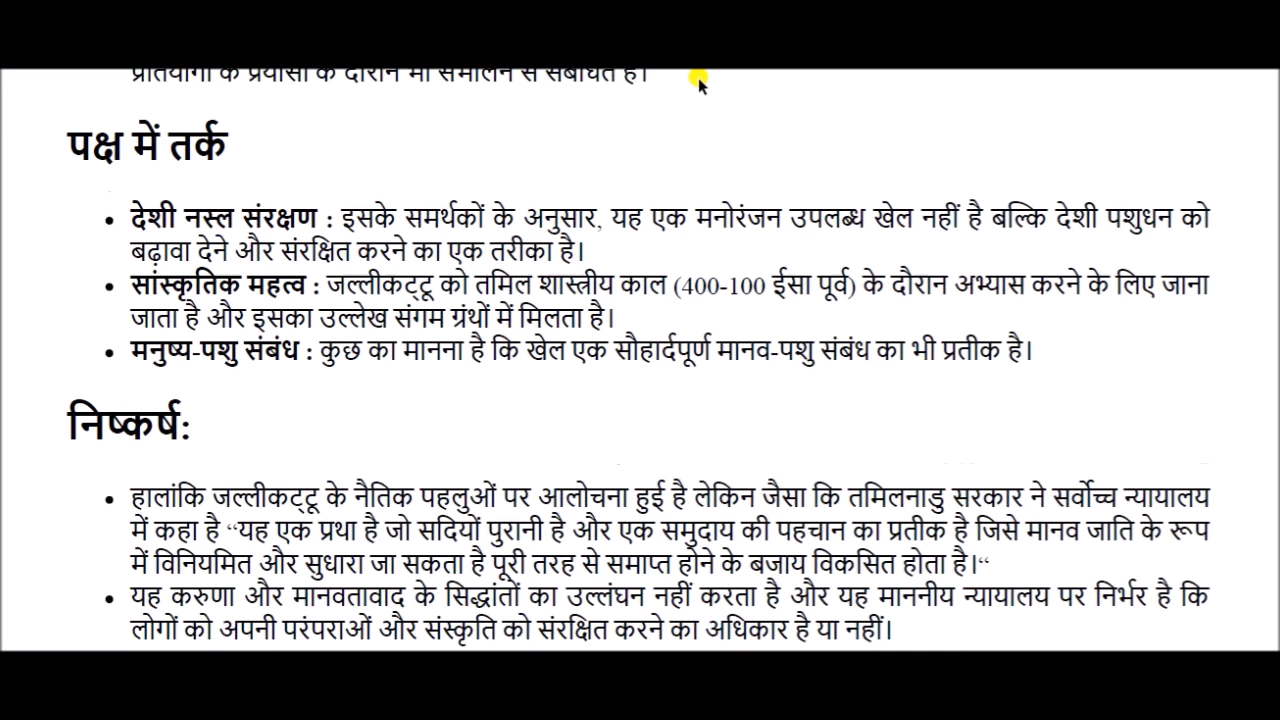 के दौरान
पक्ष में तर्क
देशी नस्ल संरक्षण : इसके समर्थकों के अनुसार, यह एक मनोरंजन उपलब्ध खेल नहीं है बल्कि देशी पशुधन को
बढ़ावा देने और संरक्षित करने का एक तरीका है।
सांस्कृतिक महत्व : जल्लीकट्टू को तमिल शास्त्रीय काल (400-100 ईसा पूर्व) के दौरान अभ्यास करने के लिए जाना
जाता है और इसका उल्लेख संगम ग्रंथों में मिलता है।
मनुष्य-पशु संबंध : कुछ का मानना है कि खेल एक सौहार्दपूर्ण मानव-पशु संबंध का भी प्रतीक है।
निष्कर्ष:
हालांकि जल्लीकट्टू के नैतिक पहलुओं पर आलोचना हुई है लेकिन जैसा कि तमिलनाडु सरकार ने सर्वोच्च न्यायालय
में कहा है “यह एक प्रथा है जो सदियों पुरानी है और एक समुदाय की पहचान का प्रतीक है जिसे मानव जाति के रूप
में विनियमित और सुधारा जा सकता है पूरी तरह से समाप्त होने के बजाय विकसित होता है।“
यह करुणा और मानवतावाद के सिद्धांतों का उल्लंघन नहीं करता है और यह माननीय न्यायालय पर निर्भर है कि
लोगों को अपनी परंपराओं और संस्कृति को संरक्षित करने का अधिकार है या नहीं।